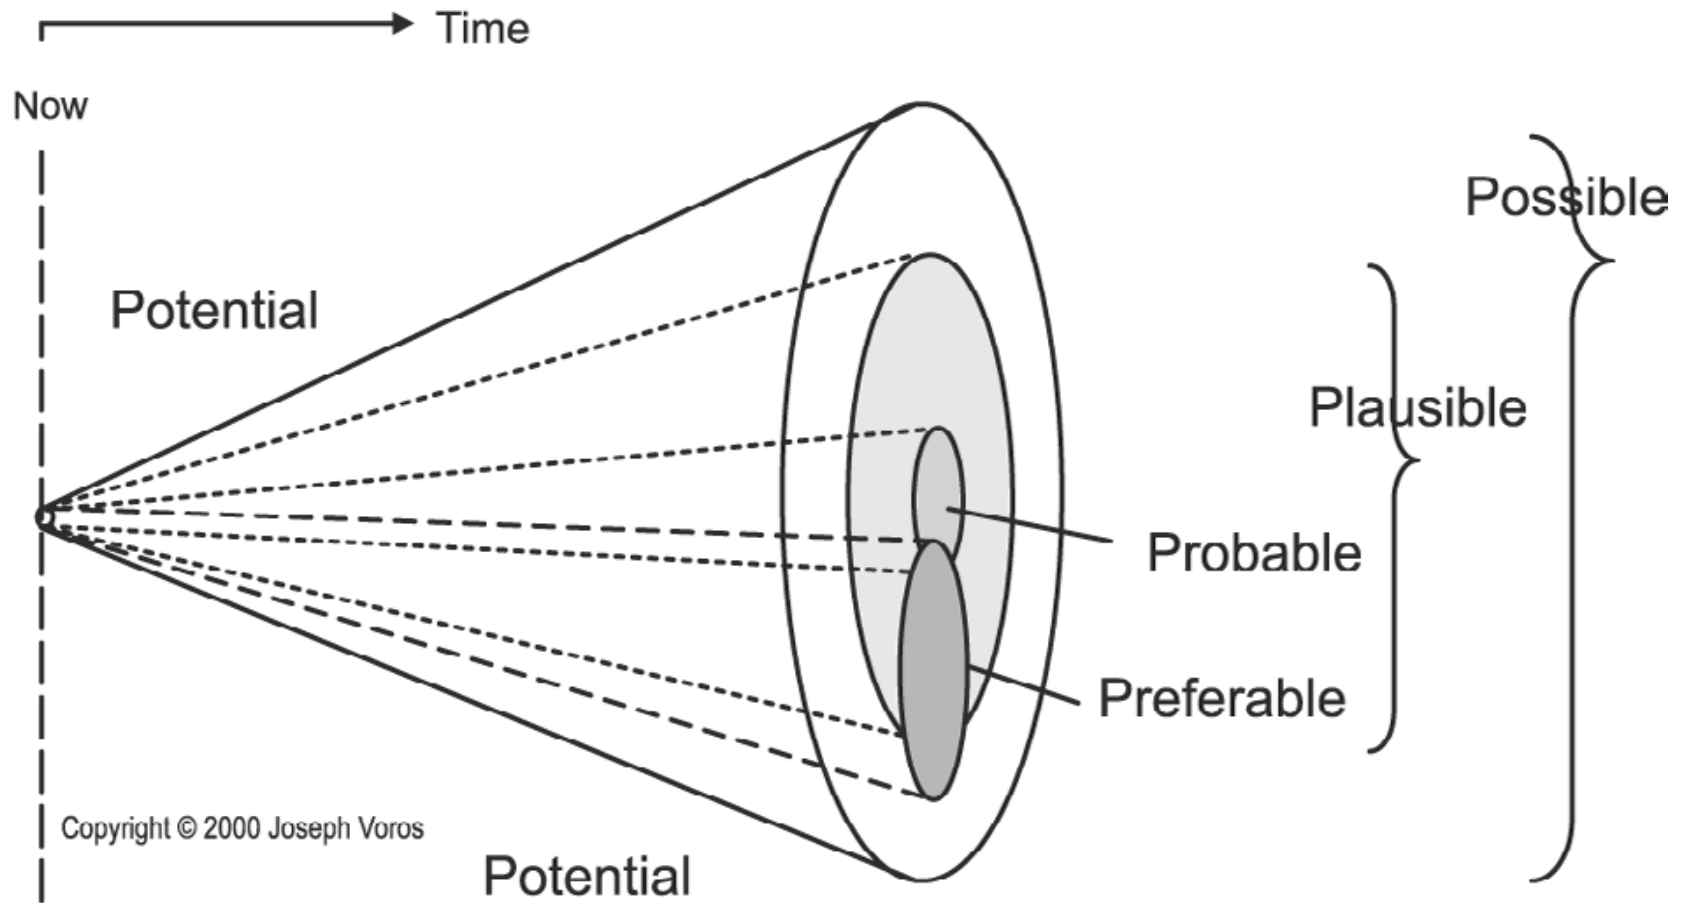 Time
Now
Possible
Potential
Plausible
Probable
Preferable
Copyright © 2000 Joseph Voros
Potential